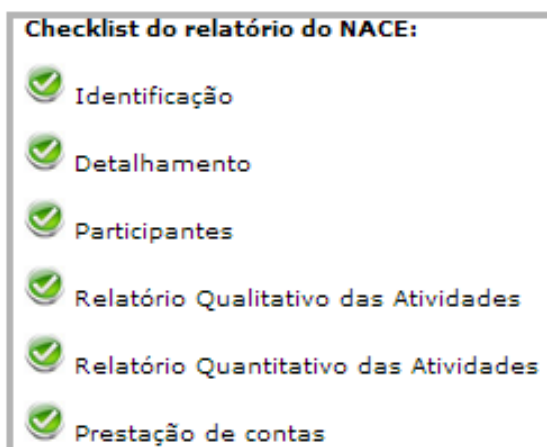 Checklist do relatório do NACE:
Identificação
Detalhamento
Participantes
Relatório Qualitativo das Atividades
Relatório Quantitativo das Atividades
Prestação de contas